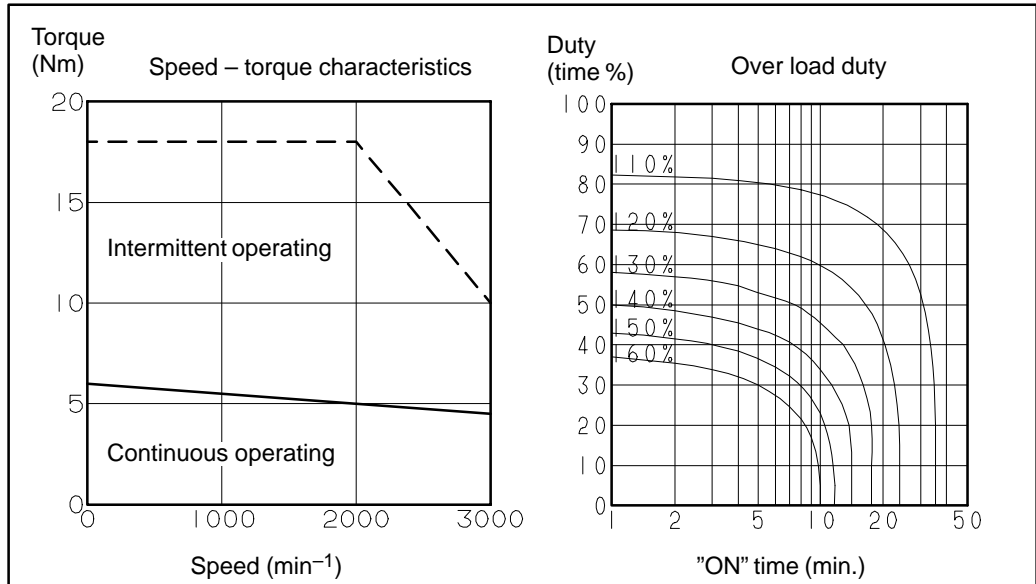 Torque
(Nm)
Speed – torque characteristics
20
15
10
5
0
Intermittent operating
Continuous operating
0 1000 2000 3000
Speed (min–1)
Duty
(time %)
Over load duty
100
90
80
70
60
50
40
30
20
10
0
110%
120%
130%
140%
150%
160%
1 2 5 10 20 50
"ON" time (min.)